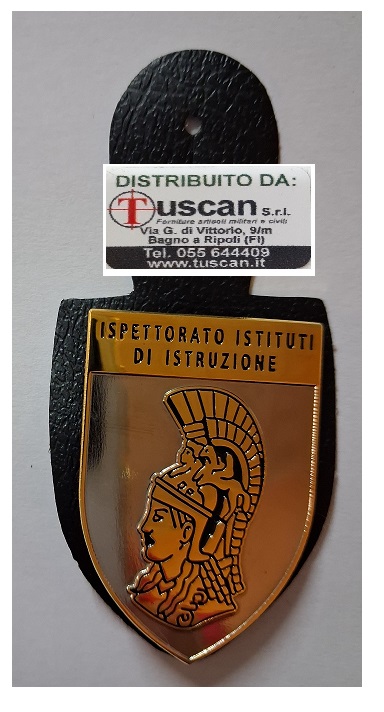 DISTRIBUITO DA:
Tuscan S.r.l.
Forniture articoli militari e civili
Via G. di Vittorio, 9/m
Bagno a Ripoli (FI)
Tel. 055 644409
www.tuscan.it
ISPETTORATO ISTITUTI
DI ISTRUZIONE